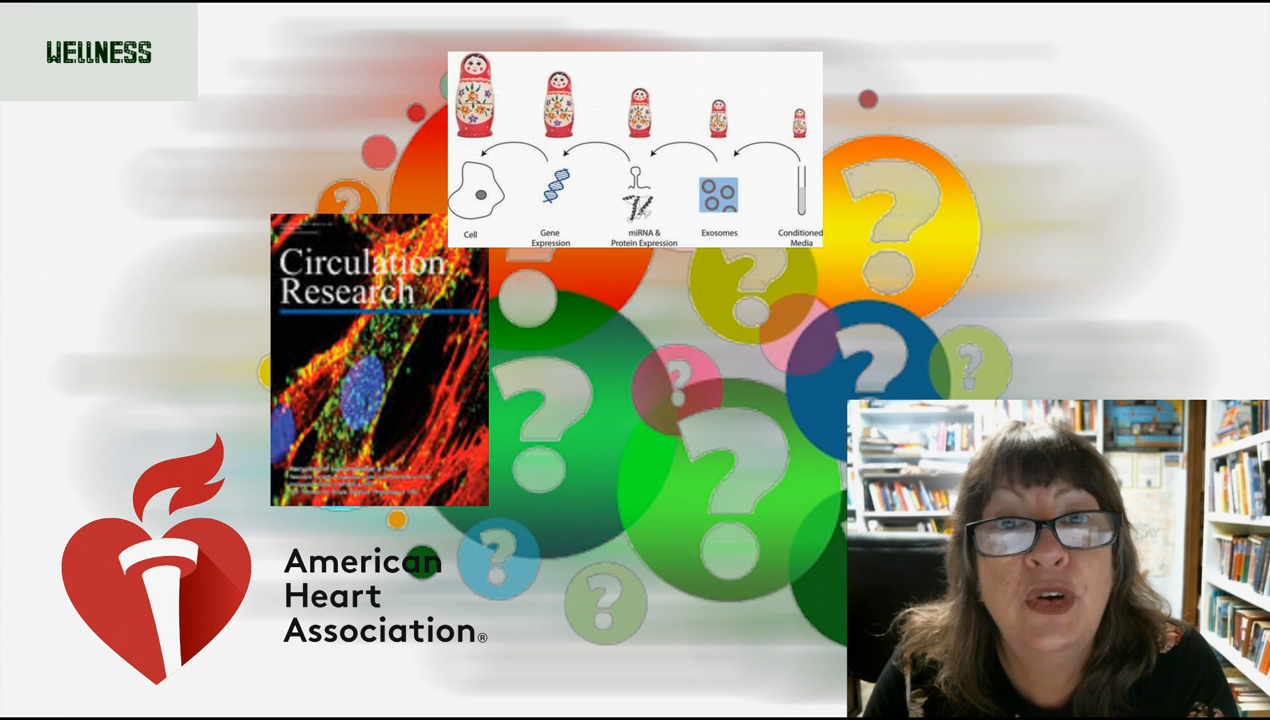 WELLNESS
Cell
Gene
Expression
miRNA &
Protein Expression
Exosomes
Conditioned
Media
Circulation
Research
American
Heart
Association®